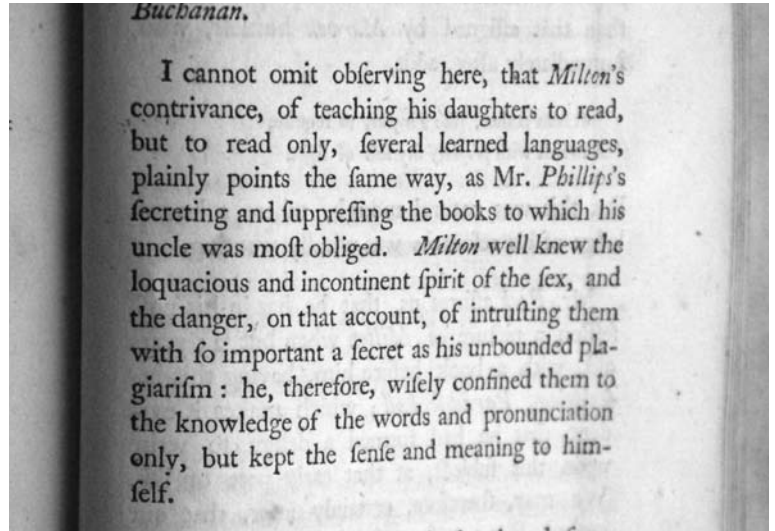 Buchanan.
I cannot omit obſerving here, that Milton's
contrivance, of teaching his daughters to read,
but to read only, ſeveral learned languages,
plainly points the ſame way, as Mr. Phillips's
ſecreting and ſuppreſſing the books to which his
uncle was moſt obliged. Milton well knew the
loquacious and incontinent ſpirit of the ſex, and
the danger, on that account, of intruſting them
with ſo important a ſecret as his unbounded pla-
giariſm : he, therefore, wiſely confined them to
the knowledge of the words and pronunciation
only, but kept the ſenſe and meaning to him-
ſelf.